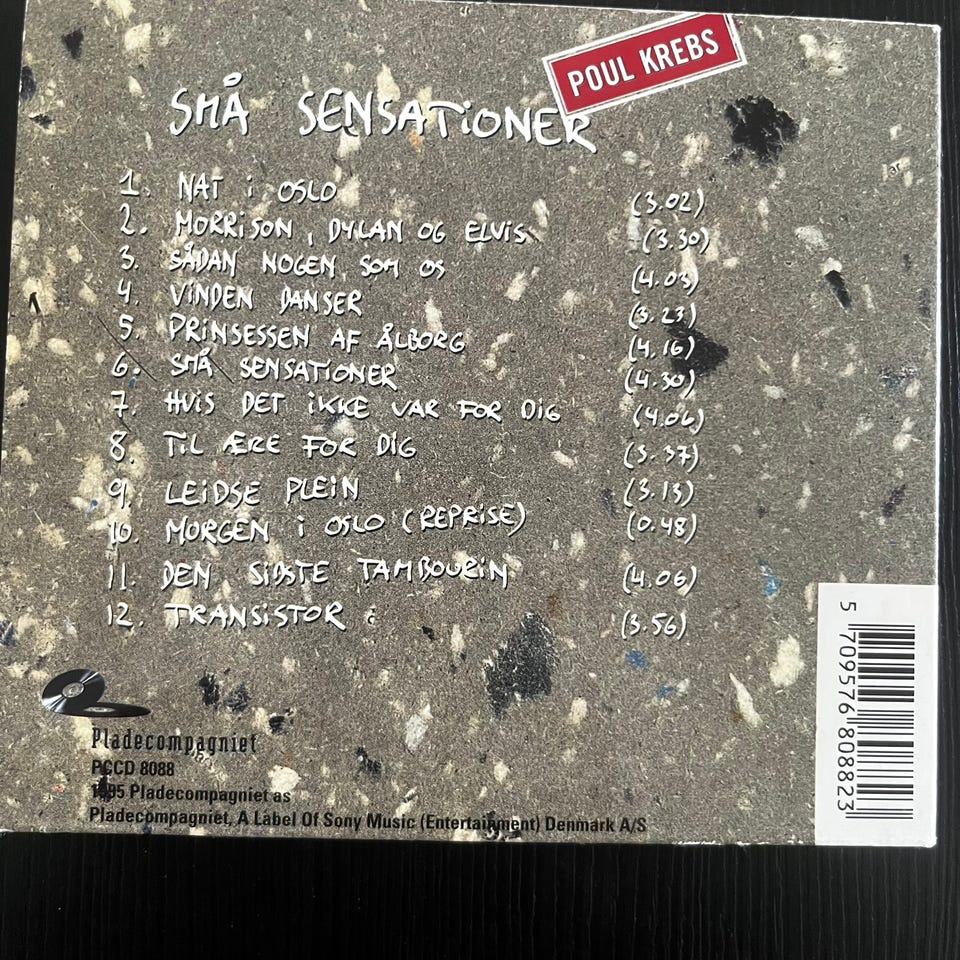 POUL KREBS
SMÅ SENSATiONER
1. NAT i OSLO (3.02)
2. MORRiSON, DYLAN OG ELViS (3.30)
3. SÅDAN NOGEN SOM OS (4.03)
4. ViNDEN DANSER (3.23)
5. PRiNSESSEN AF ÅLBORG (4.16)
6. SMÅ SENSATiONER (4.30)
7. HViS DET iKKE VAR FOR DiG (4.06)
8. TiL ÆRE FOR DiG (3.37)
9. LEiDSE PLEiN (3.13)
10. MORGEN i OSLO (REPRiSE) (0.48)
11. DEN SiDSTE TAMBOURiN (4.06)
12. TRANSiSTOR (3.56)
Pladecompagniet
PCCD 8088
1995 Pladecompagniet as
Pladecompagniet, A Label Of Sony Music (Entertainment) Denmark A/S
5 709576 808823